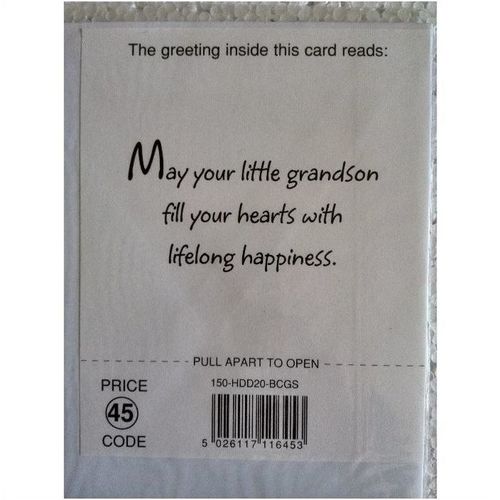 The greeting inside this card reads:
May your little grandson
fill your hearts with
lifelong happiness.
PULL APART TO OPEN
PRICE
45
CODE
150-HDD20-BCGS
5 026117 116453